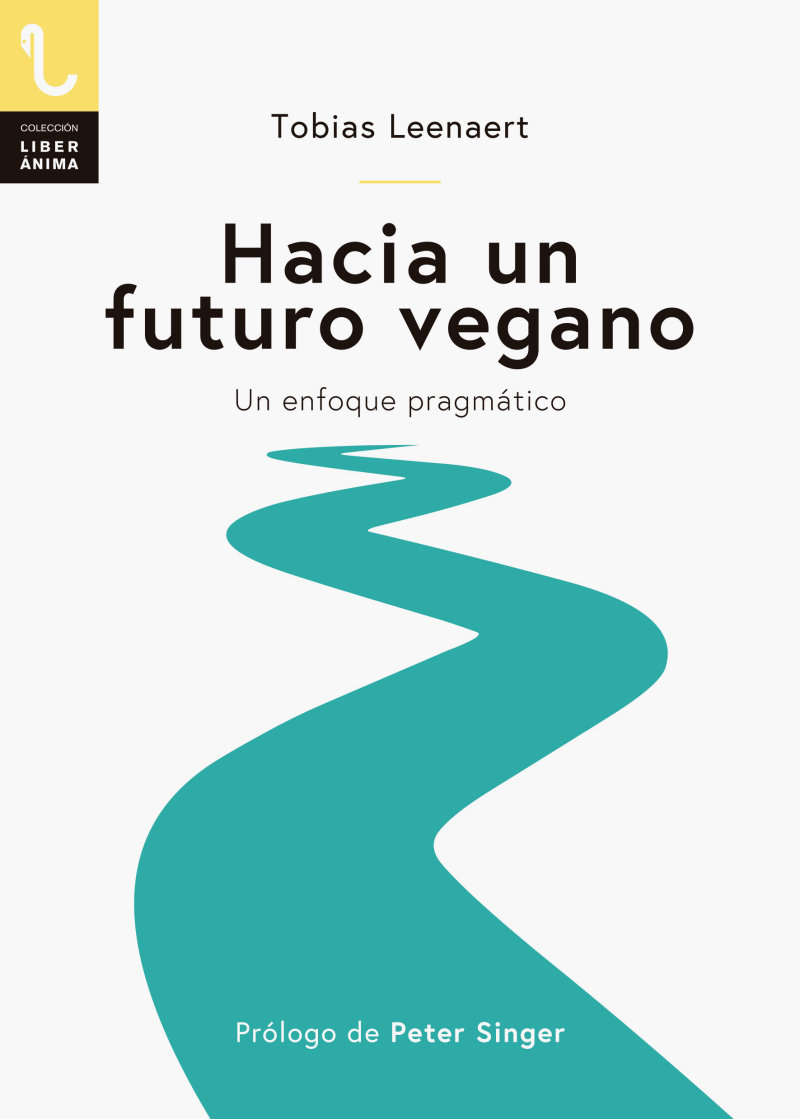 COLECCIÓN
LIBER
ÁNIMA
Tobias Leenaert
Hacia un
futuro vegano
Un enfoque pragmático
Prólogo de Peter Singer